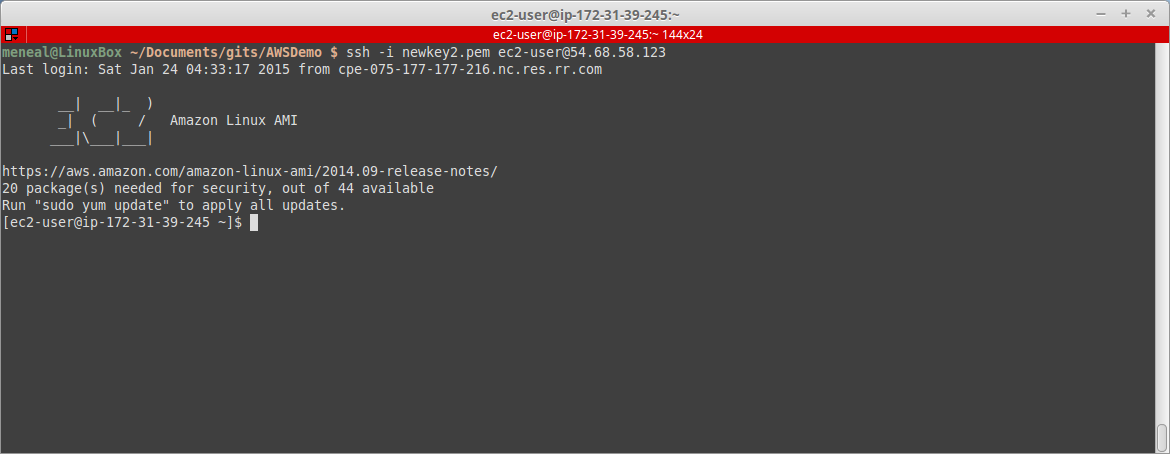 ec2-user@ip-172-31-39-245:~
ec2-user@ip-172-31-39-245:~ 144x24
meneal@LinuxBox ~/Documents/gits/AWSDemo $ ssh -i newkey2.pem ec2-user@54.68.58.123
Last login: Sat Jan 24 04:33:17 2015 from cpe-075-177-177-216.nc.res.rr.com
       __|  __|_  )
       _|  (     /   Amazon Linux AMI
      ___|\___|___|
https://aws.amazon.com/amazon-linux-ami/2014.09-release-notes/
20 package(s) needed for security, out of 44 available
Run "sudo yum update" to apply all updates.
[ec2-user@ip-172-31-39-245 ~]$